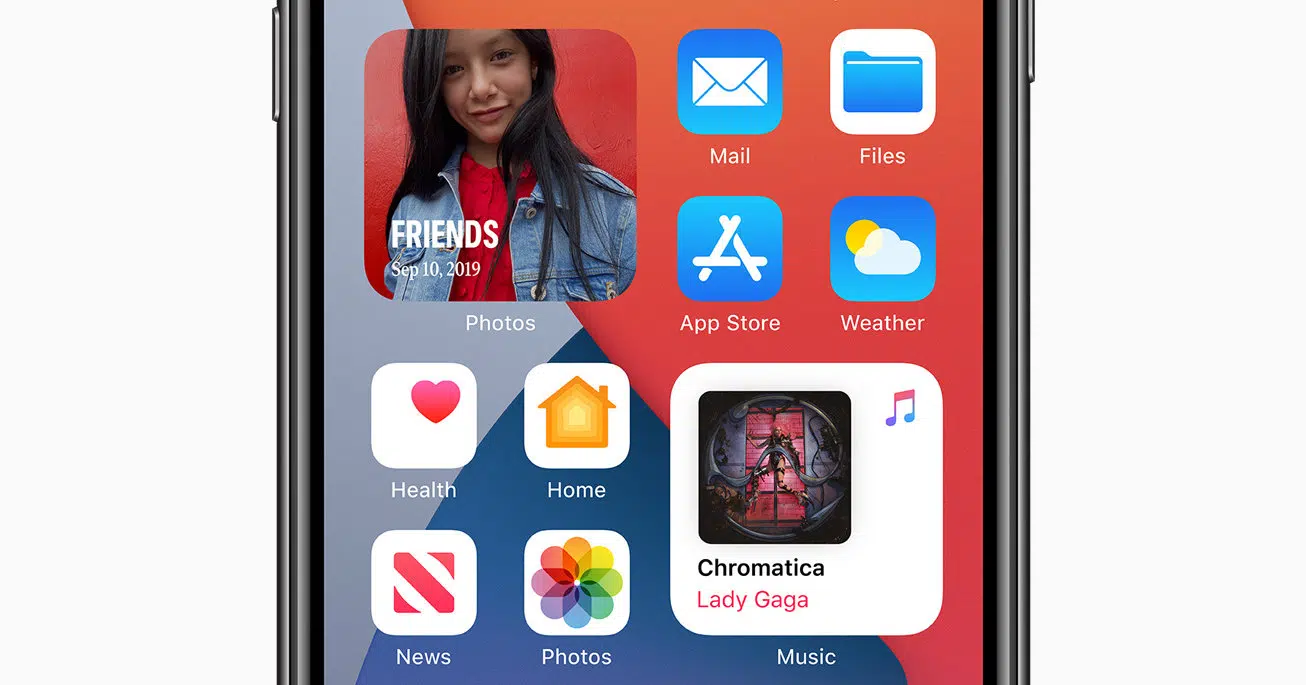 FRIENDS
Sep 10, 2019
Photos
Mail
Files
App Store
Weather
Health
Home
News
Photos
Chromatica
Lady Gaga
Music